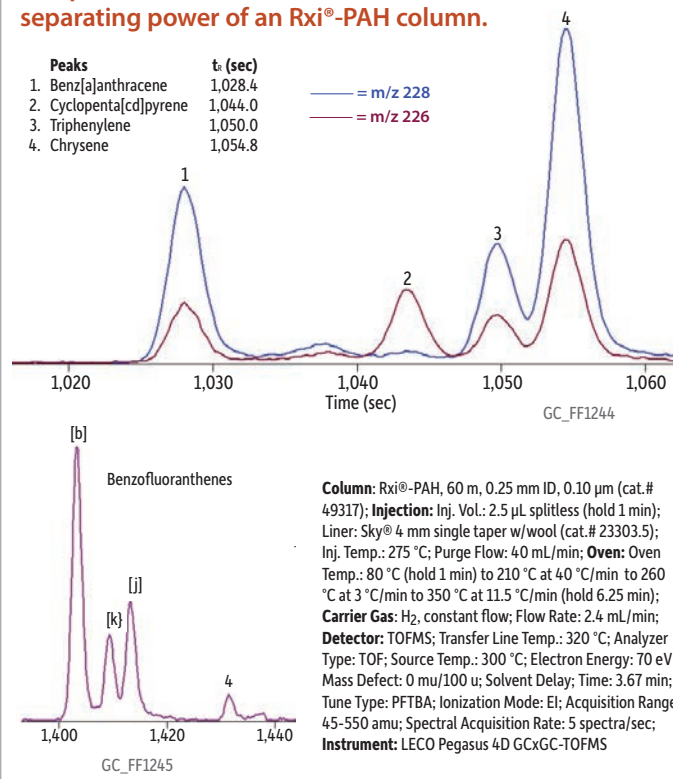 separating power of an Rxi®-PAH column.
Peaks tR (sec)
1. Benz[a]anthracene 1,028.4
2. Cyclopenta[cd]pyrene 1,044.0
3. Triphenylene 1,050.0
4. Chrysene 1,054.8
= m/z 228
= m/z 226
1
2
3
4
1,020 1,030 1,040 1,050 1,060
Time (sec)
GC_FF1244
[b]
Benzofluoranthenes
[k}
[j]
4
1,400 1,420 1,440
GC_FF1245
Column: Rxi®-PAH, 60 m, 0.25 mm ID, 0.10 µm (cat.#
49317); Injection: Inj. Vol.: 2.5 µL splitless (hold 1 min);
Liner: Sky® 4 mm single taper w/wool (cat.# 23303.5);
Inj. Temp.: 275 °C; Purge Flow: 40 mL/min; Oven: Oven
Temp.: 80 °C (hold 1 min) to 210 °C at 40 °C/min to 260
°C at 3 °C/min to 350 °C at 11.5 °C/min (hold 6.25 min);
Carrier Gas: H2, constant flow; Flow Rate: 2.4 mL/min;
Detector: TOFMS; Transfer Line Temp.: 320 °C; Analyzer
Type: TOF; Source Temp.: 300 °C; Electron Energy: 70 eV
Mass Defect: 0 mu/100 u; Solvent Delay; Time: 3.67 min;
Tune Type: PFTBA; Ionization Mode: EI; Acquisition Range
45-550 amu; Spectral Acquisition Rate: 5 spectra/sec;
Instrument: LECO Pegasus 4D GCxGC-TOFMS